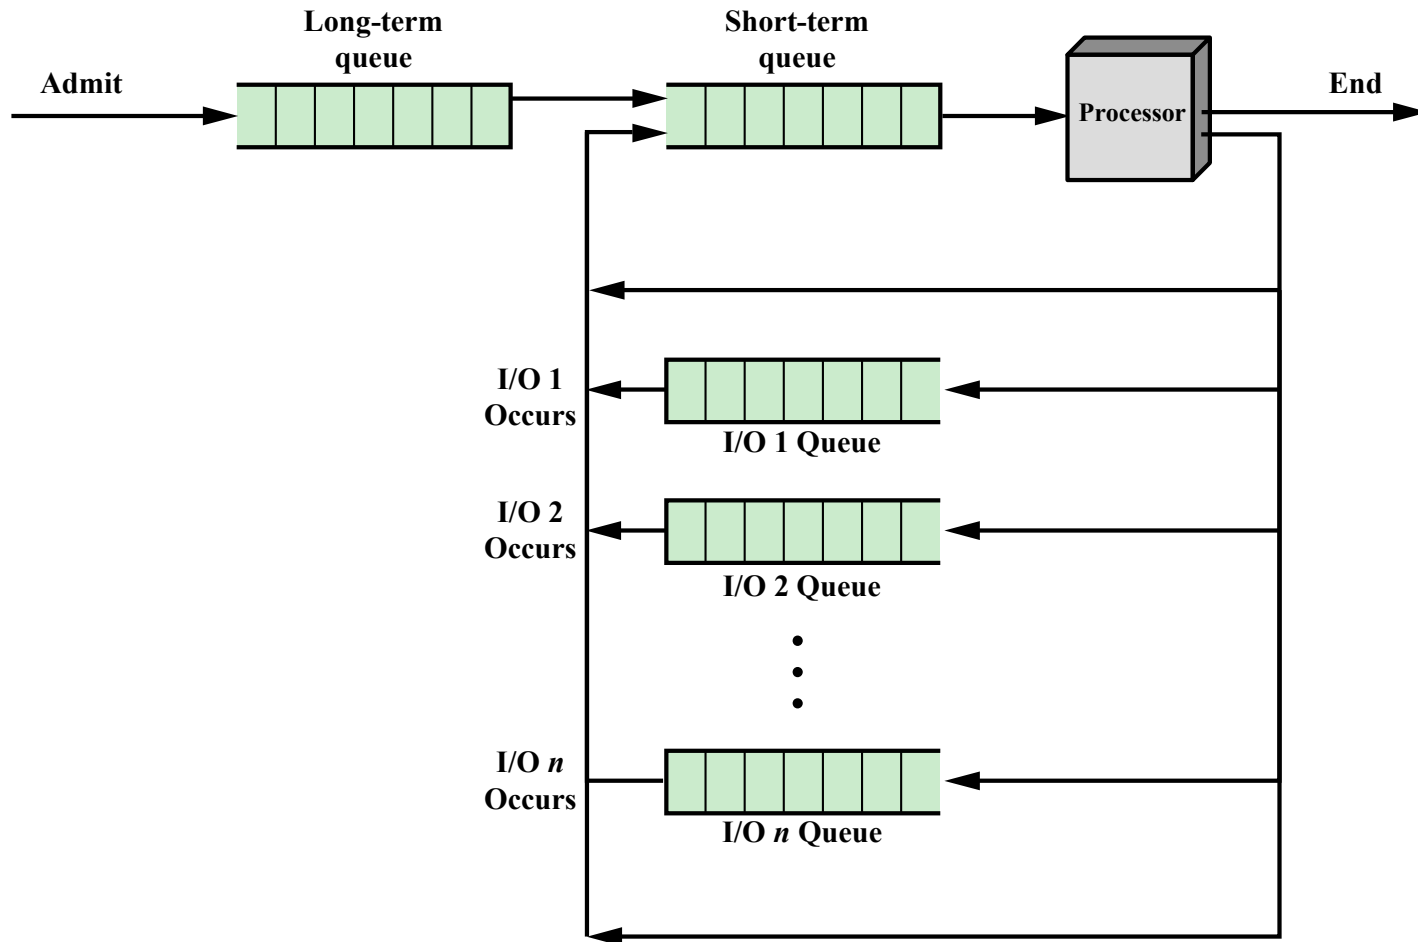 Long-term
queue
Short-term
queue
Admit
Processor
End
I/O 1
Occurs
I/O 1 Queue
I/O 2
Occurs
I/O 2 Queue
I/O n
Occurs
I/O n Queue